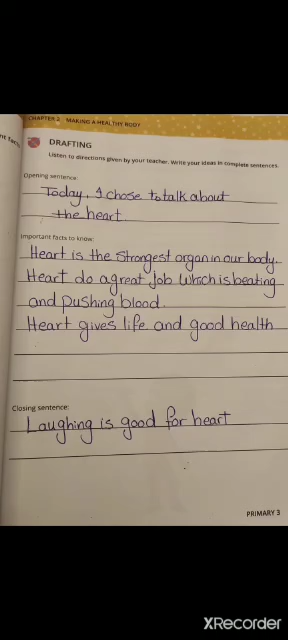 CHAPTER 2 MAKING A HEALTHY BODY
DRAFTING
Listen to directions given by your teacher. Write your ideas in complete sentences.
Opening sentence:
Today, I chose to talk about
the heart
Important facts to know:
Heart is the strongest organ in our body.
Heart do a great job which is beating
and pushing blood.
Heart gives life and good health
Closing sentence:
Laughing is good for heart
PRIMARY 3
XRecorder